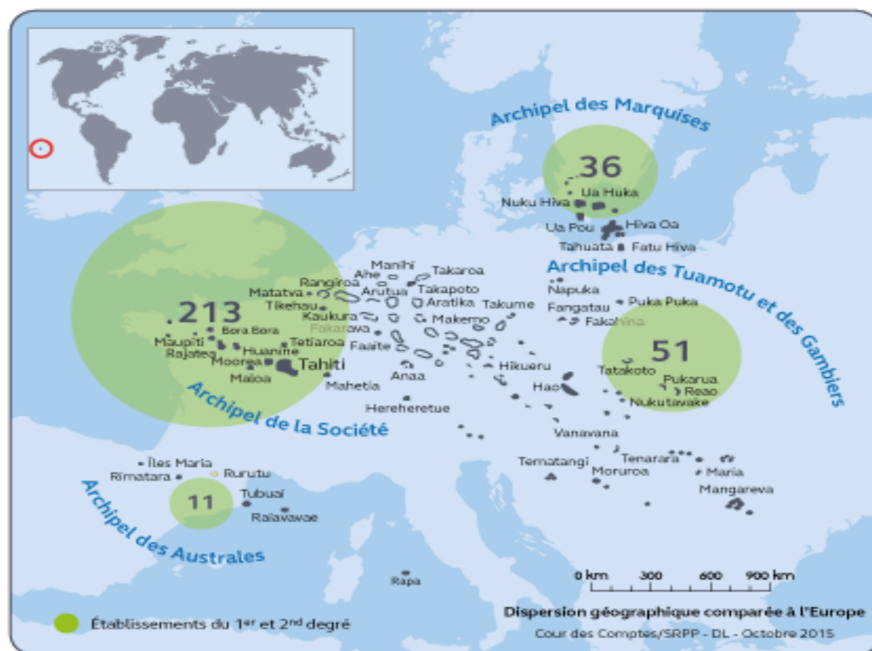 Archipel des Marquises
36
Ua Huka
Nuku Hiva
Ua Pou
Hiva Oa
Tahuata
Fatu Hiva
Archipel des Tuamotu et des Gambiers
Manihi
Ahe
Takaroa
Rangiroa
Arutua
Takapoto
Matatva
Tikehau
Aratika
Takume
Kaukura
Makemo
Fakarava
Faaite
Napuka
Puka Puka
Fangatau
Fakahina
213
Bora Bora
Maupiti
Tetiaroa
Rajatea
Huanine
Moorea
Tahiti
Maioa
Mahetia
Anaa
Hikueru
Hao
51
Tatakoto
Pukarua
Reao
Nukutavake
Hereheretue
Archipel de la Société
Vanavana
Tematangi
Tenarara
Moruroa
Maria
Mangareva
Îles Maria
Rimatara
Rurutu
11
Tubuai
Raiavavae
Archipel des Australes
Rapa
0 km 300 600 900 km
Établissements du 1er et 2nd degré
Dispersion géographique comparée à l'Europe
Cour des Comptes/SRPP - DL - Octobre 2015